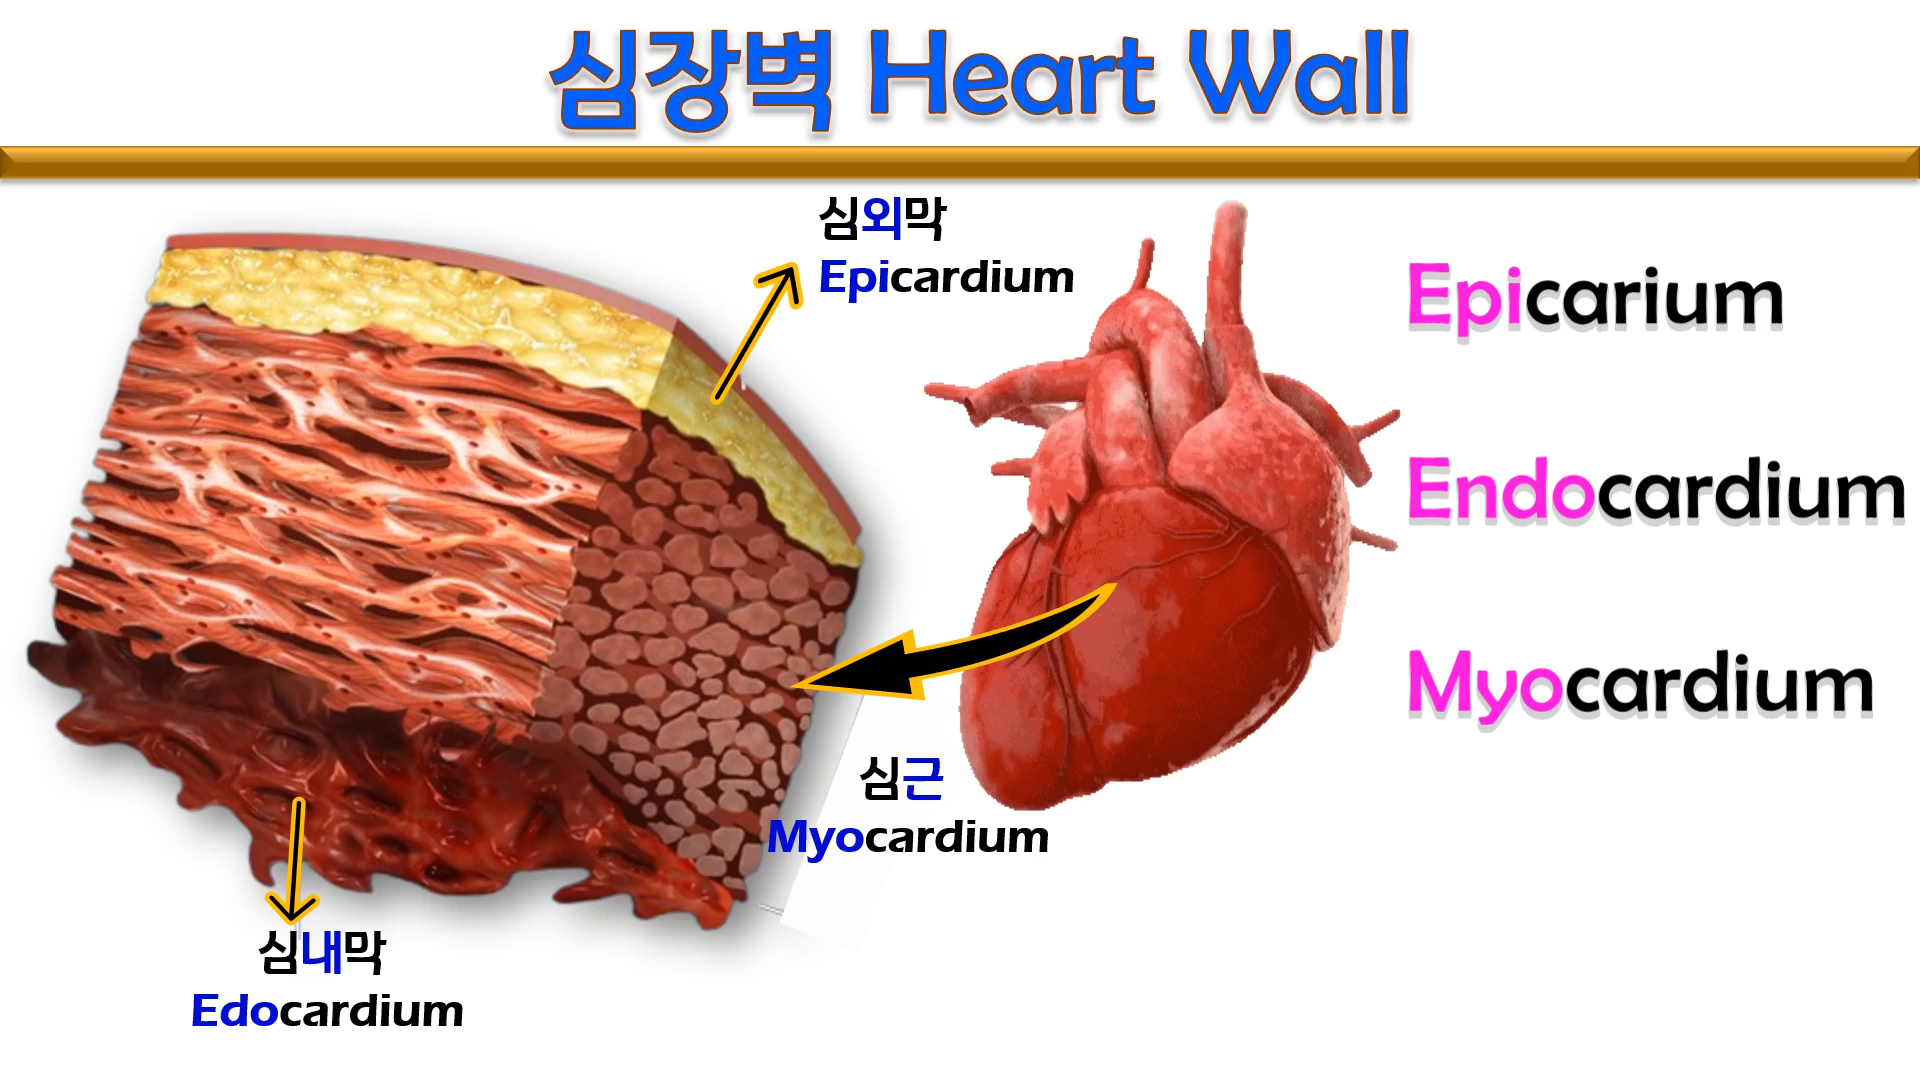 심장벽 Heart Wall
심외막
Epicardium
Epicarium
Endocardium
Myocardium
심근
Myocardium
심내막
Edocardium